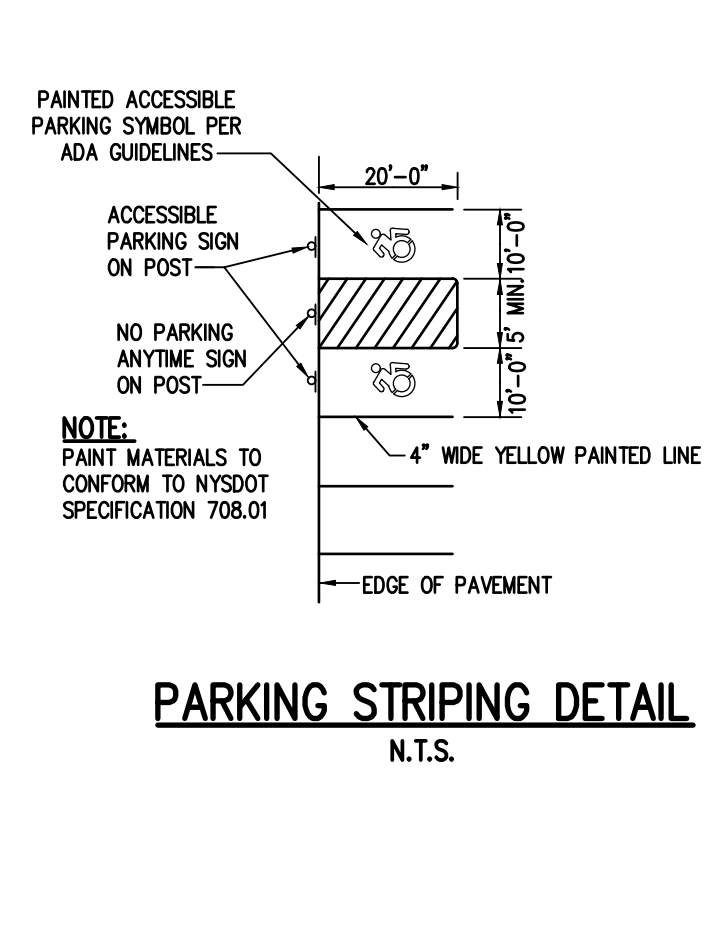 PAINTED ACCESSIBLE
PARKING SYMBOL PER
ADA GUIDELINES
20'-0"
ACCESSIBLE
PARKING SIGN
ON POST
10'-0"
5' MIN.
10'-0"
NO PARKING
ANYTIME SIGN
ON POST
NOTE:
PAINT MATERIALS TO
CONFORM TO NYSDOT
SPECIFICATION 708.01
4" WIDE YELLOW PAINTED LINE
EDGE OF PAVEMENT
PARKING STRIPING DETAIL
N.T.S.